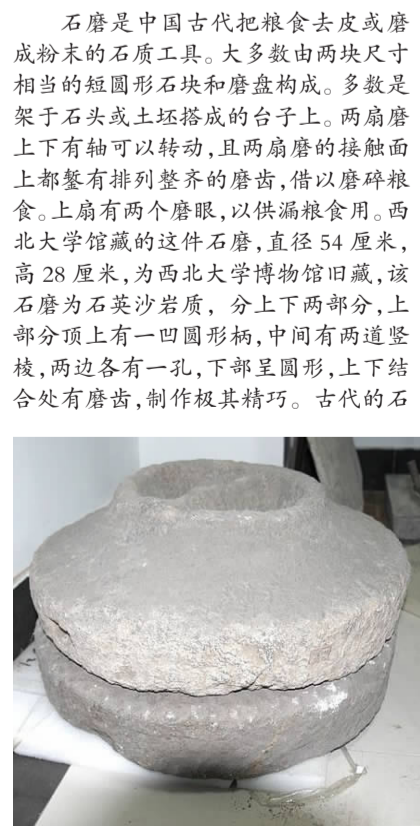 石磨是中国古代把粮食去皮或磨
成粉末的石质工具。大多数由两块尺寸
相当的短圆形石块和磨盘构成。多数是
架于石头或土坯搭成的台子上。两扇磨
上下有轴可以转动,且两扇磨的接触面
上都錾有排列整齐的磨齿,借以磨碎粮
食。上扇有两个磨眼,以供漏粮食用。西
北大学馆藏的这件石磨,直径 54 厘米,
高 28 厘米,为西北大学博物馆旧藏,该
石磨为石英沙岩质，分上下两部分,上
部分顶上有一凹圆形柄,中间有两道竖
棱,两边各有一孔,下部呈圆形,上下结
合处有磨齿,制作极其精巧。古代的石